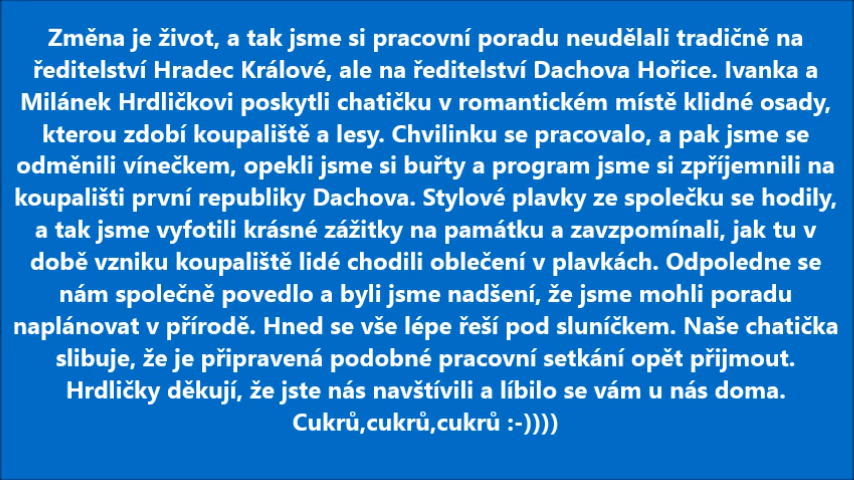 Změna je život, a tak jsme si pracovní poradu neudělali tradičně na
ředitelství Hradec Králové, ale na ředitelství Dachova Hořice. Ivanka a
Milánek Hrdličkovi poskytli chatičku v romantickém místě klidné osady,
kterou zdobí koupaliště a lesy. Chvilinku se pracovalo, a pak jsme se
odměnili vínečkem, opekli jsme si buřty a program jsme si zpříjemnili na
koupališti první republiky Dachova. Stylové plavky ze společku se hodily,
a tak jsme vyfotili krásné zážitky na památku a zavzpomínali, jak tu v
době vzniku koupaliště lidé chodili oblečení v plavkách. Odpoledne se
nám společně povedlo a byli jsme nadšení, že jsme mohli poradu
naplánovat v přírodě. Hned se vše lépe řeší pod sluníčkem. Naše chatička
slibuje, že je připravená podobné pracovní setkání opět přijmout.
Hrdličky děkují, že jste nás navštívili a líbilo se vám u nás doma.
Cukrů,cukrů,cukrů :-))))